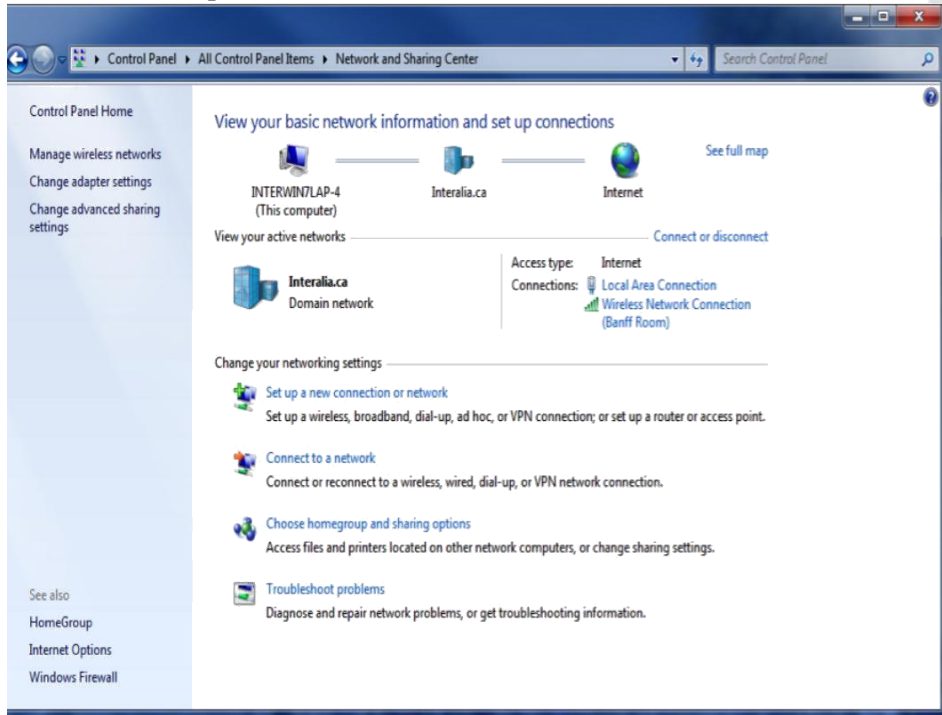 Control Panel ▸ All Control Panel Items ▸ Network and Sharing Center
Search Control Panel
Control Panel Home
Manage wireless networks
Change adapter settings
Change advanced sharing
settings
See also
HomeGroup
Internet Options
Windows Firewall
View your basic network information and set up connections
See full map
INTERWIN7LAP-4
(This computer)
Interalia.ca
Internet
View your active networks
Connect or disconnect
Interalia.ca
Domain network
Access type: Internet
Connections: Local Area Connection
Wireless Network Connection
(Banff Room)
Change your networking settings
Set up a new connection or network
Set up a wireless, broadband, dial-up, ad hoc, or VPN connection; or set up a router or access point.
Connect to a network
Connect or reconnect to a wireless, wired, dial-up, or VPN network connection.
Choose homegroup and sharing options
Access files and printers located on other network computers, or change sharing settings.
Troubleshoot problems
Diagnose and repair network problems, or get troubleshooting information.